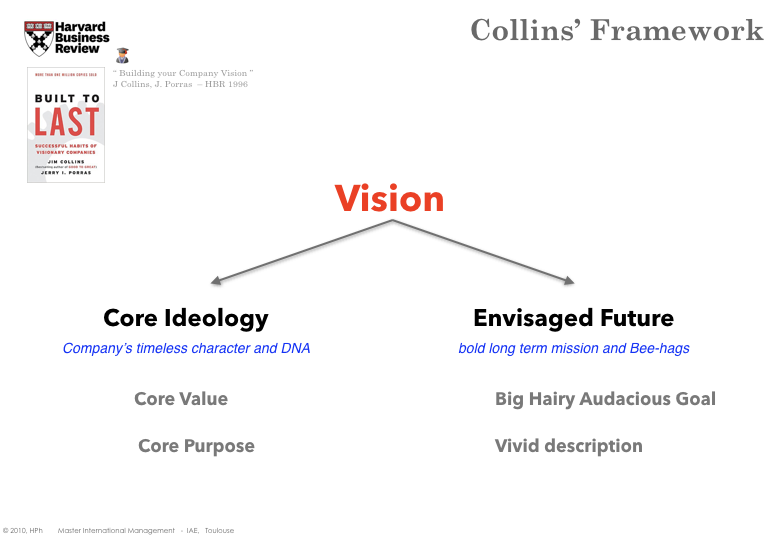 Harvard
Business
Review
Collins’ Framework
“ Building your Company Vision ”
J Collins, J. Porras – HBR 1996
MORE THAN ONE MILLION COPIES SOLD
BUILT TO
LAST
SUCCESSFUL HABITS OF
VISIONARY COMPANIES
JIM COLLINS
JERRY I. PORRAS
Vision
Core Ideology
Envisaged Future
Company’s timeless character and DNA
bold long term mission and Bee-hags
Core Value
Big Hairy Audacious Goal
Core Purpose
Vivid description
© 2010, HPh Master International Management - IAE, Toulouse